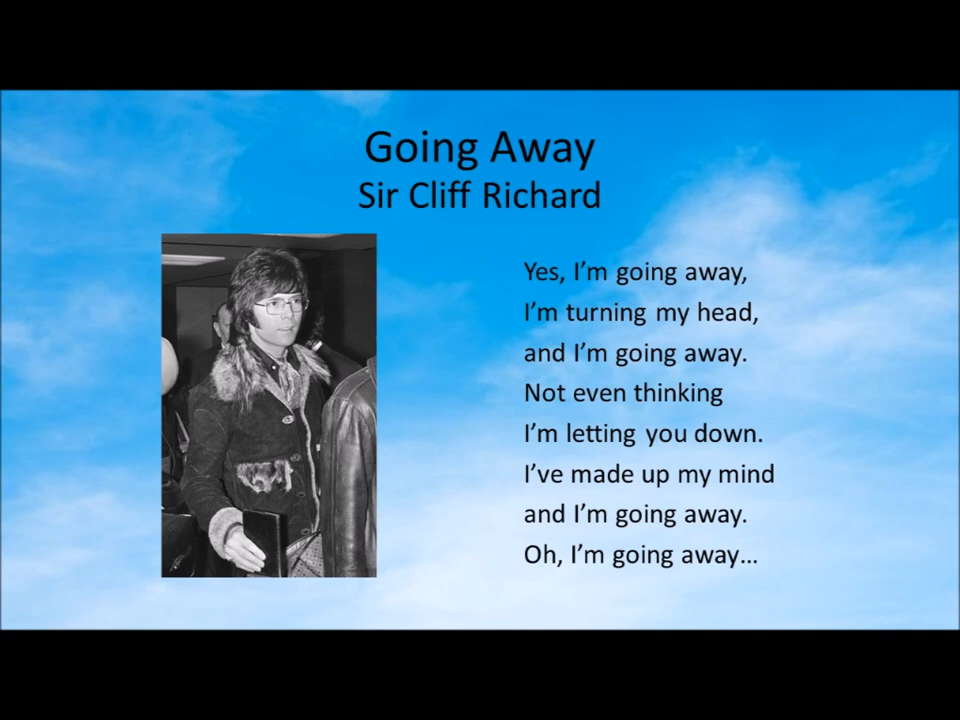 Going Away
Sir Cliff Richard
Yes, I’m going away,
I’m turning my head,
and I’m going away.
Not even thinking
I’m letting you down.
I’ve made up my mind
and I’m going away.
Oh, I’m going away…